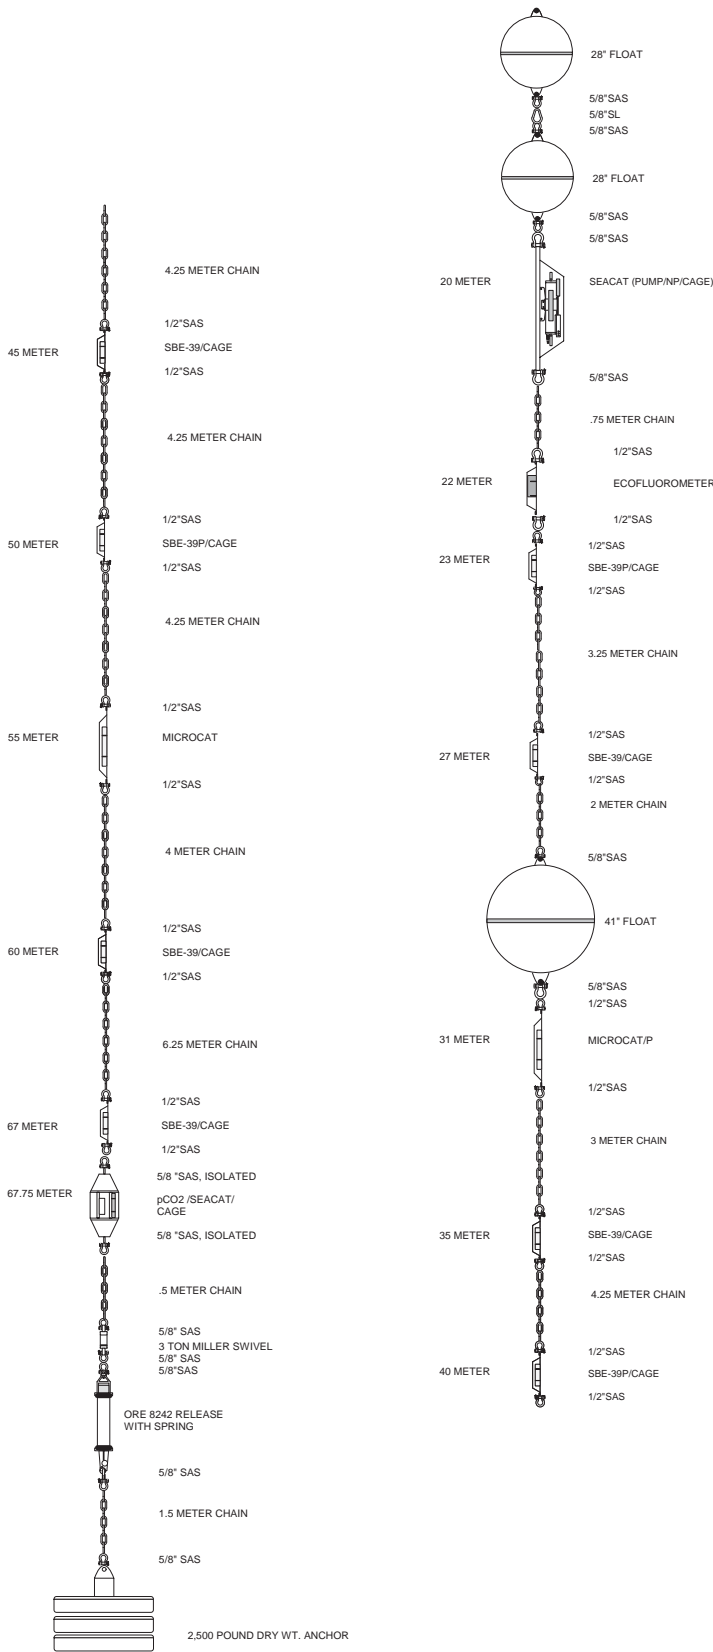 28" FLOAT
5/8"SAS
5/8"SL
5/8"SAS
28" FLOAT
5/8"SAS
5/8"SAS
20 METER
SEACAT (PUMP/NP/CAGE)
5/8"SAS
.75 METER CHAIN
1/2"SAS
22 METER
ECOFLUOROMETER
1/2"SAS
1/2"SAS
23 METER
SBE-39P/CAGE
1/2"SAS
3.25 METER CHAIN
1/2"SAS
27 METER
SBE-39/CAGE
1/2"SAS
2 METER CHAIN
5/8"SAS
41" FLOAT
5/8"SAS
1/2"SAS
31 METER
MICROCAT/P
1/2"SAS
3 METER CHAIN
1/2"SAS
35 METER
SBE-39/CAGE
1/2"SAS
4.25 METER CHAIN
1/2"SAS
40 METER
SBE-39P/CAGE
1/2"SAS
4.25 METER CHAIN
1/2"SAS
45 METER
SBE-39/CAGE
1/2"SAS
4.25 METER CHAIN
1/2"SAS
50 METER
SBE-39P/CAGE
1/2"SAS
4.25 METER CHAIN
1/2"SAS
55 METER
MICROCAT
1/2"SAS
4 METER CHAIN
1/2"SAS
60 METER
SBE-39/CAGE
1/2"SAS
6.25 METER CHAIN
1/2"SAS
67 METER
SBE-39/CAGE
1/2"SAS
5/8 "SAS, ISOLATED
67.75 METER
pCO2 /SEACAT/
CAGE
5/8 "SAS, ISOLATED
.5 METER CHAIN
5/8" SAS
3 TON MILLER SWIVEL
5/8" SAS
5/8"SAS
ORE 8242 RELEASE
WITH SPRING
5/8" SAS
1.5 METER CHAIN
5/8" SAS
2,500 POUND DRY WT. ANCHOR